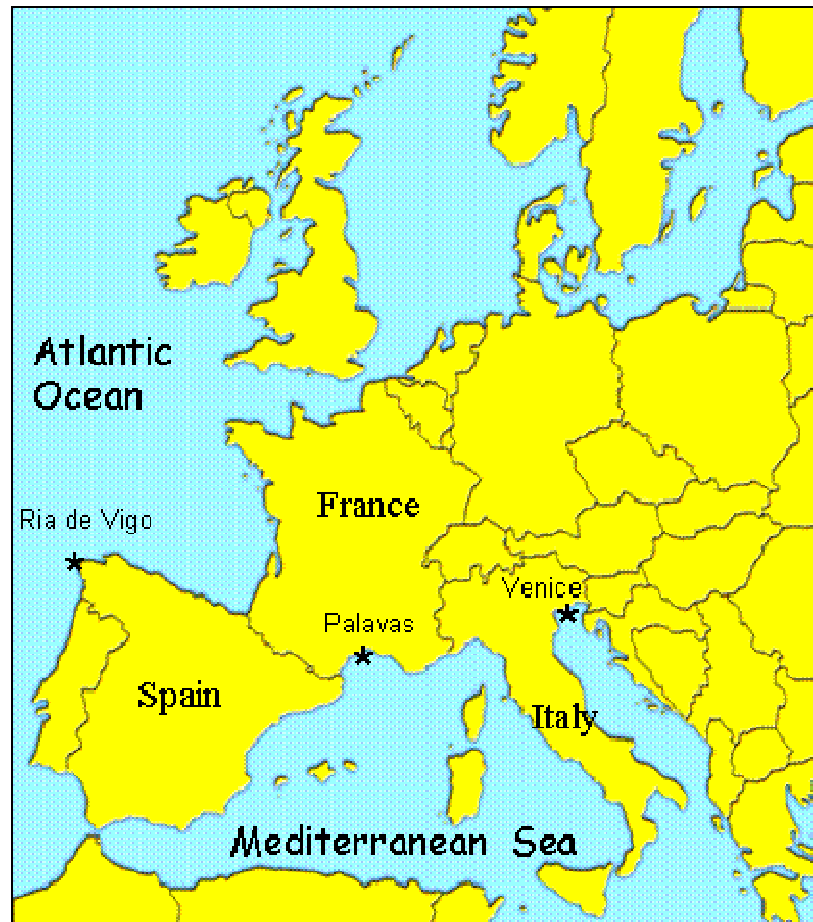 Atlantic
Ocean
France
Ria de Vigo
Venice
Palavas
Spain
Italy
Mediterranean Sea